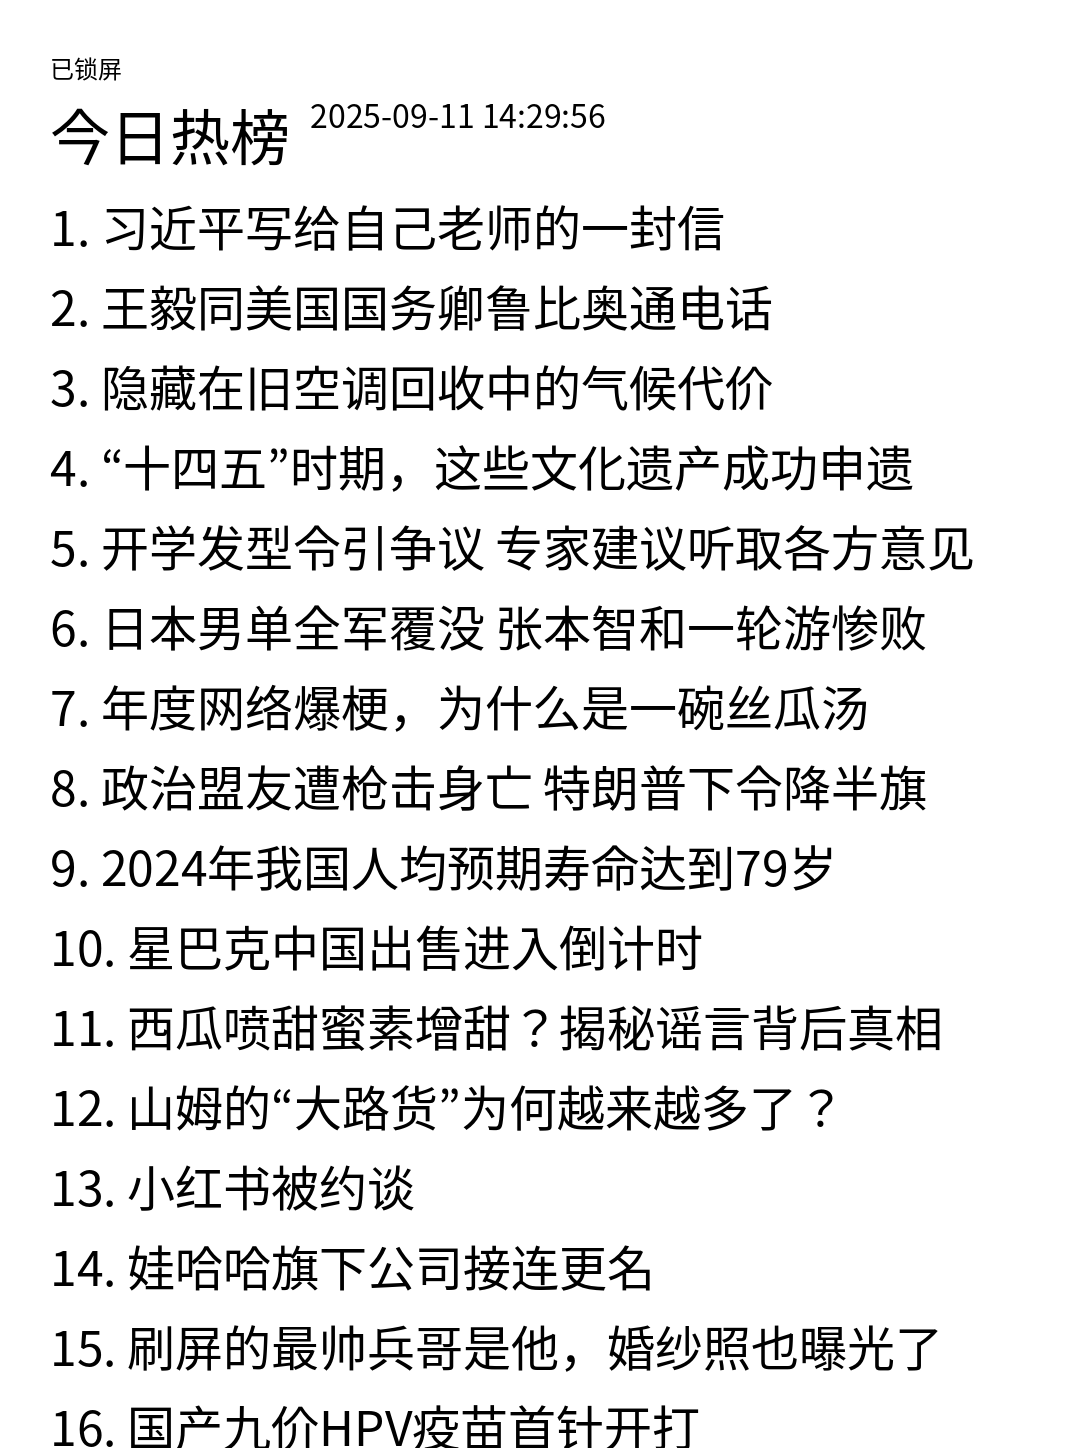 已锁屏
今日热榜 2025-09-11 14:29:56
1. 习近平写给自己老师的一封信
2. 王毅同美国国务卿鲁比奥通电话
3. 隐藏在旧空调回收中的气候代价
4. “十四五”时期，这些文化遗产成功申遗
5. 开学发型令引争议 专家建议听取各方意见
6. 日本男单全军覆没 张本智和一轮游惨败
7. 年度网络爆梗，为什么是一碗丝瓜汤
8. 政治盟友遭枪击身亡 特朗普下令降半旗
9. 2024年我国人均预期寿命达到79岁
10. 星巴克中国出售进入倒计时
11. 西瓜喷甜蜜素增甜？揭秘谣言背后真相
12. 山姆的“大路货”为何越来越多了？
13. 小红书被约谈
14. 娃哈哈旗下公司接连更名
15. 刷屏的最帅兵哥是他，婚纱照也曝光了
16. 国产九价HPV疫苗首针开打